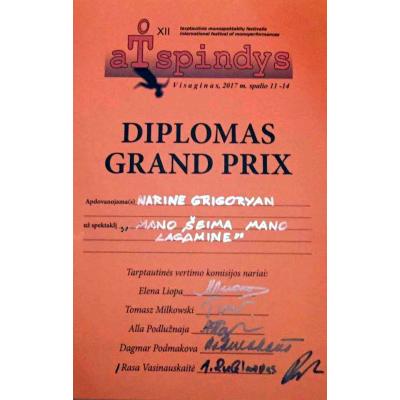 XII tarptautinės monospektaklių festivalis
international festival of monoperformances
aTspindys
Visaginas, 2017 m. spalio 11 -14
DIPLOMAS
GRAND PRIX
Apdovanojama(s) NARINE GRIGORYAN
už spektaklį „MANO ŠEIMA MANO
LAGAMINE"
Tarptautinės vertimo komisijos nariai:
Elena Liopa
Tomasz Miłkowski
Alla Podlužnaja
Dagmar Podmakova
Rasa Vasinauskaitė